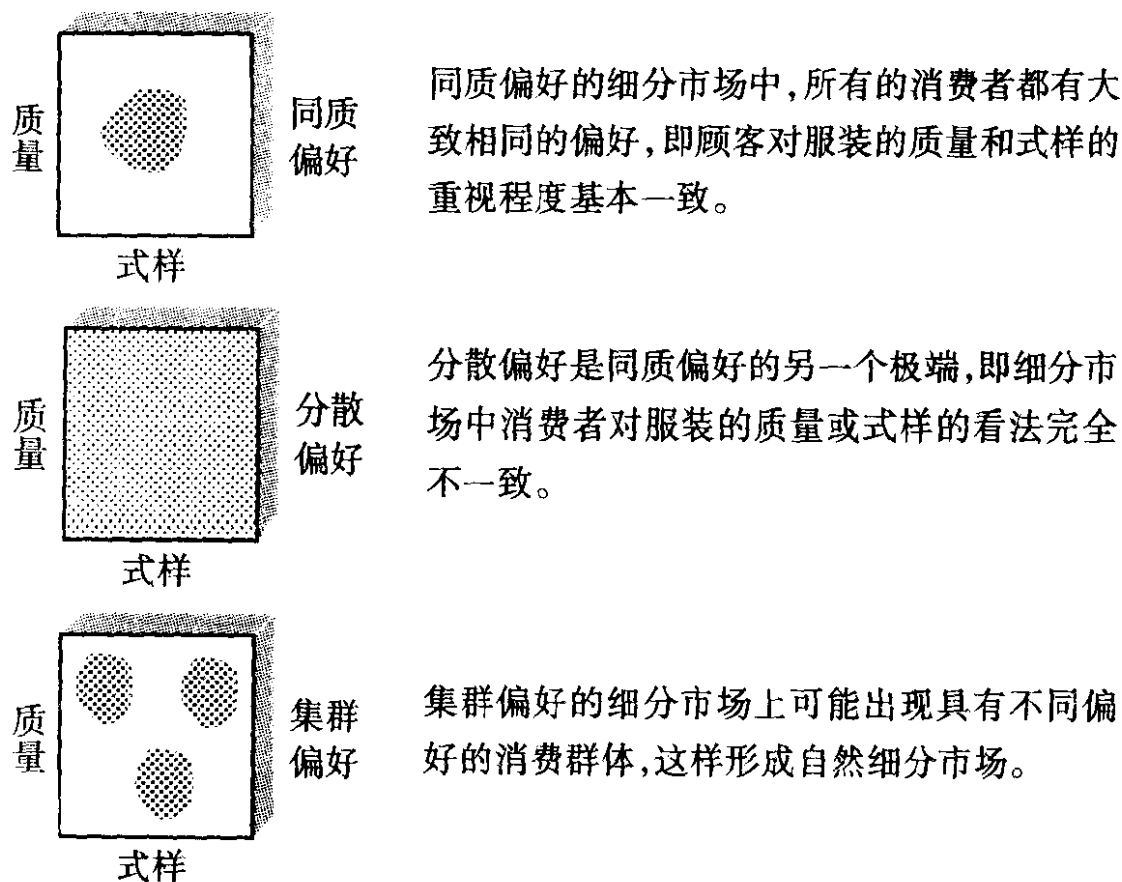 质量
同质
偏好
式样
同质偏好的细分市场中,所有的消费者都有大
致相同的偏好,即顾客对服装的质量和式样的
重视程度基本一致。
质量
分散
偏好
式样
分散偏好是同质偏好的另一个极端,即细分市
场中消费者对服装的质量或式样的看法完全
不一致。
质量
集群
偏好
式样
集群偏好的细分市场上可能出现具有不同偏
好的消费群体,这样形成自然细分市场。